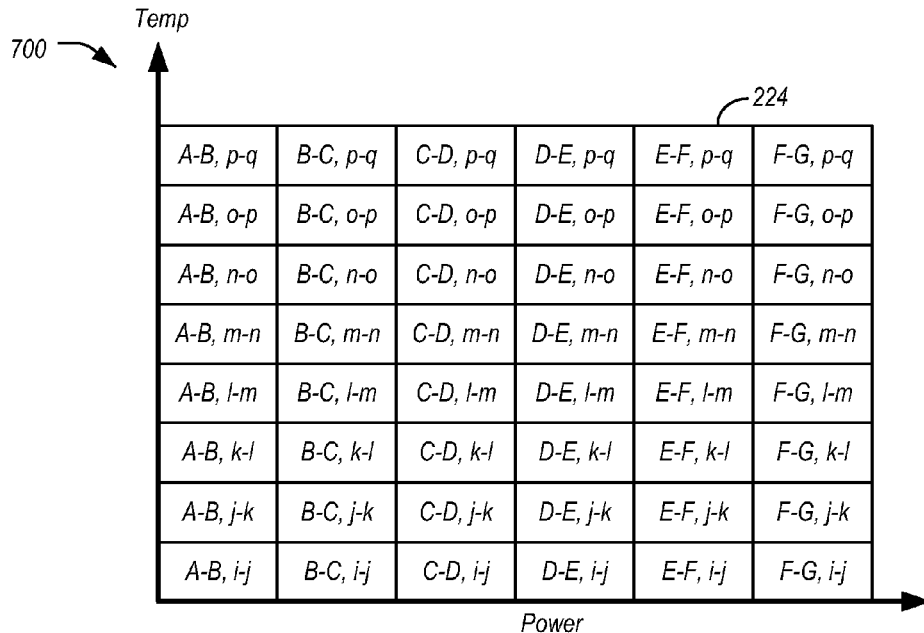 Temp
700
224
A-B, p-q B-C, p-q C-D, p-q D-E, p-q E-F, p-q F-G, p-q
A-B, o-p B-C, o-p C-D, o-p D-E, o-p E-F, o-p F-G, o-p
A-B, n-o B-C, n-o C-D, n-o D-E, n-o E-F, n-o F-G, n-o
A-B, m-n B-C, m-n C-D, m-n D-E, m-n E-F, m-n F-G, m-n
A-B, l-m B-C, l-m C-D, l-m D-E, l-m E-F, l-m F-G, l-m
A-B, k-l B-C, k-l C-D, k-l D-E, k-l E-F, k-l F-G, k-l
A-B, j-k B-C, j-k C-D, j-k D-E, j-k E-F, j-k F-G, j-k
A-B, i-j B-C, i-j C-D, i-j D-E, i-j E-F, i-j F-G, i-j
Power